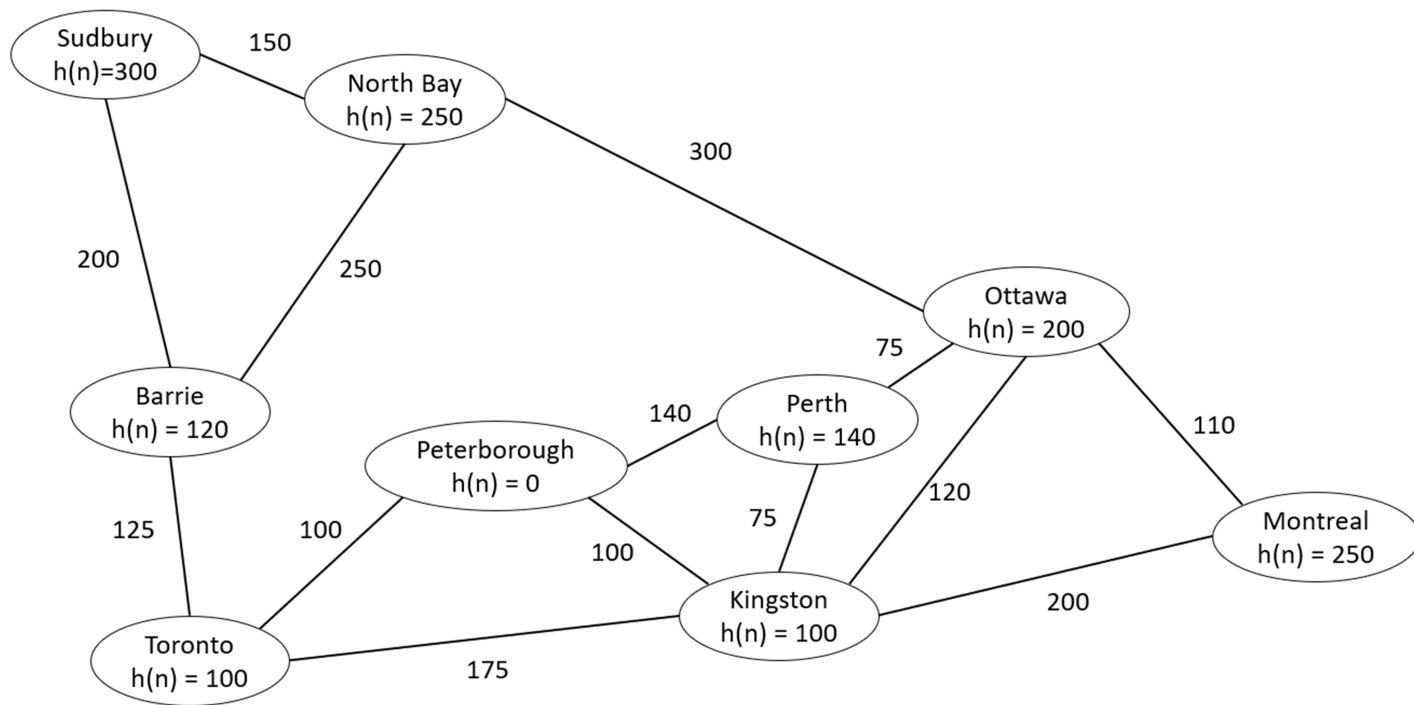 Sudbury
h(n)=300
150
North Bay
h(n) = 250
300
200
250
Ottawa
h(n) = 200
75
Barrie
h(n) = 120
Perth
h(n) = 140
140
110
Peterborough
h(n) = 0
120
125
100
100
75
Montreal
h(n) = 250
Kingston
h(n) = 100
200
Toronto
h(n) = 100
175